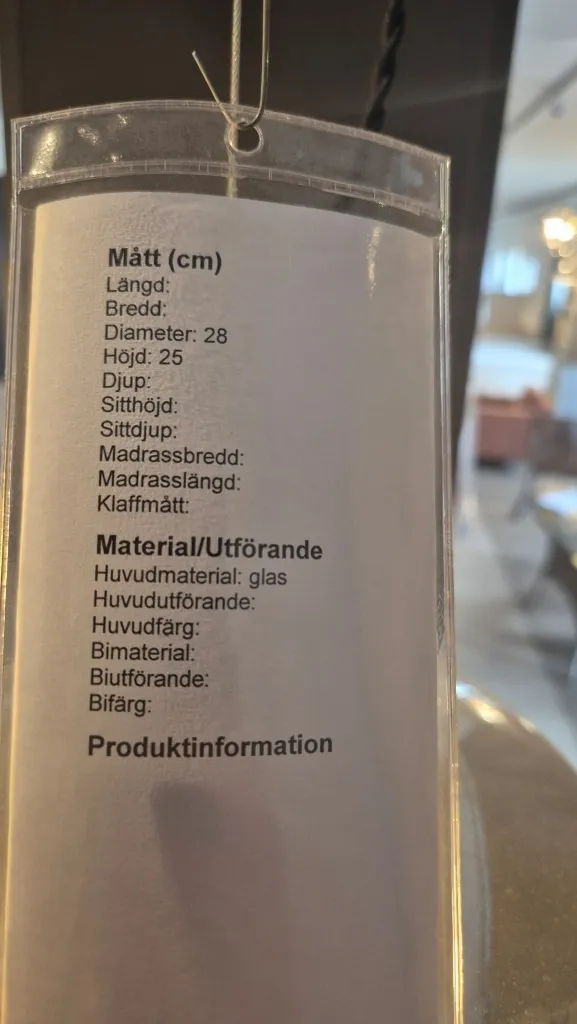 Mått (cm)
Längd:
Bredd:
Diameter: 28
Höjd: 25
Djup:
Sitthöjd:
Sittdjup:
Madrassbredd:
Madrasslängd:
Klaffmått:
Material/Utförande
Huvudmaterial: glas
Huvudutförande:
Huvudfärg:
Bimaterial:
Biutförande:
Bifärg:
Produktinformation